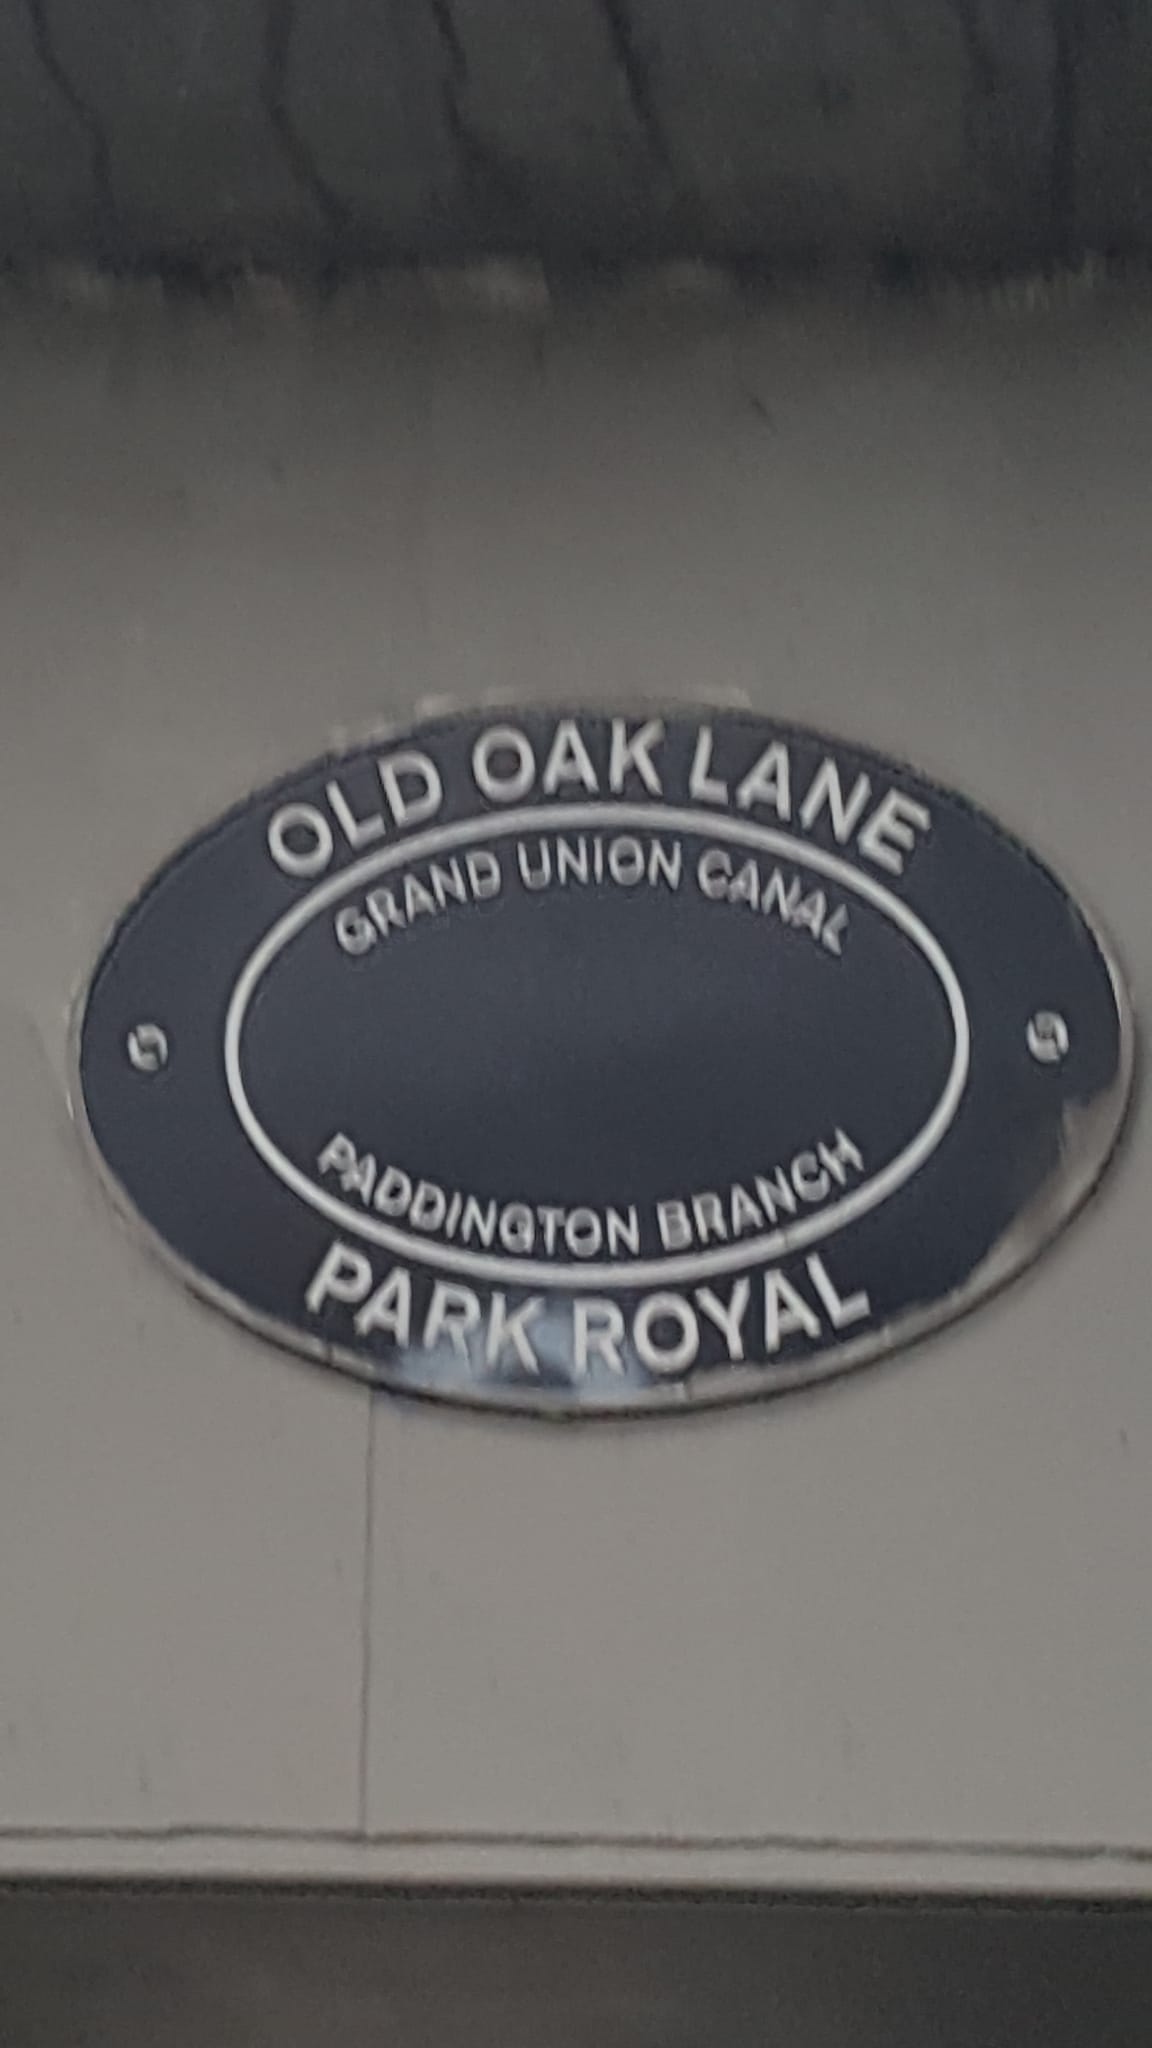 OLD OAK LANE
GRAND UNION CANAL
PADDINGTON BRANCH
PARK ROYAL